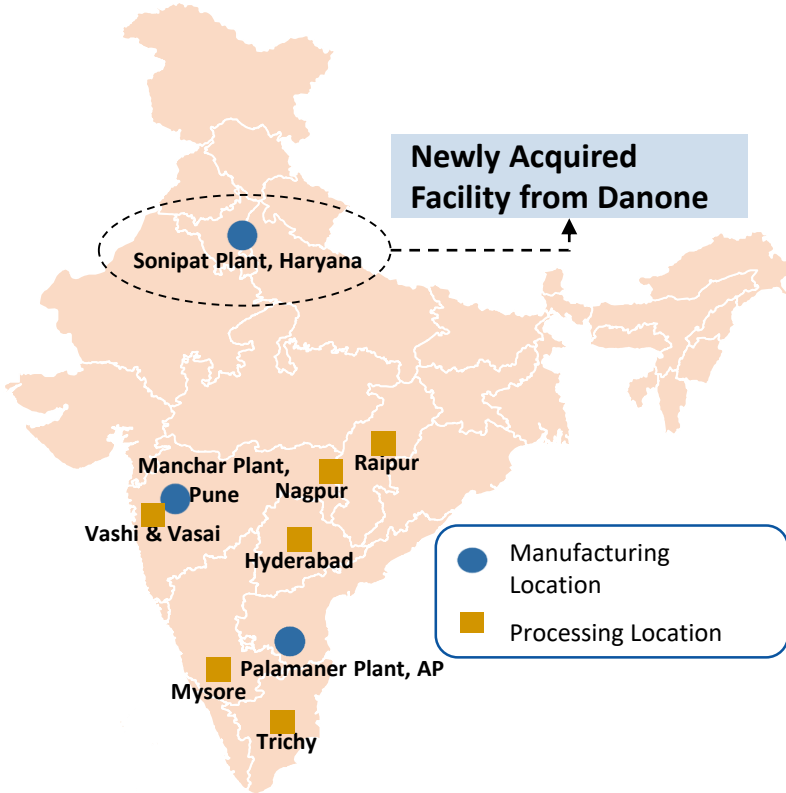 Newly Acquired
Facility from Danone
Sonipat Plant, Haryana
Raipur
Manchar Plant,
Pune
Nagpur
Vashi & Vasai
Hyderabad
Manufacturing
Location
Processing Location
Palamaner Plant, AP
Mysore
Trichy